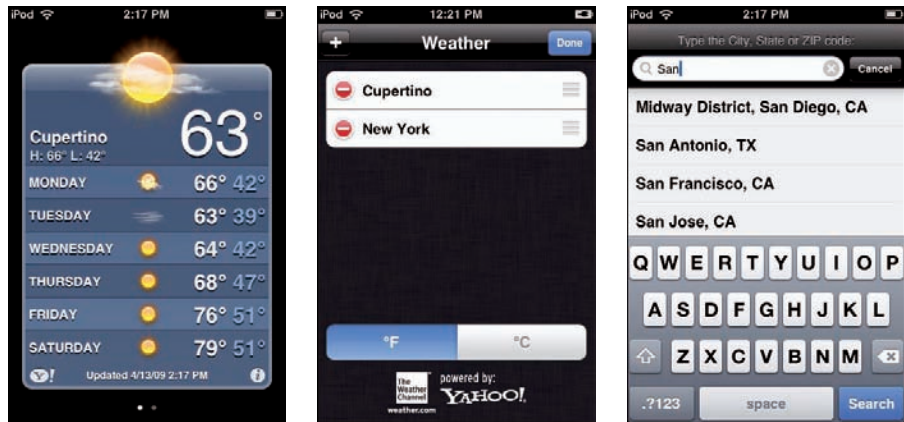 iPod 2:17 PM
63°
Cupertino
H: 66° L: 42°
MONDAY 66° 42°
TUESDAY 63° 39°
WEDNESDAY 64° 42°
THURSDAY 68° 47°
FRIDAY 76° 51°
SATURDAY 79° 51°
Y! Updated 4/13/09 2:17 PM i
iPod 12:21 PM
+ Weather Done
Cupertino
New York
°F °C
The Weather Channel
weather.com
powered by:
YAHOO!
iPod 2:17 PM
Type the City, State or ZIP code:
San Cancel
Midway District, San Diego, CA
San Antonio, TX
San Francisco, CA
San Jose, CA
Q W E R T Y U I O P
A S D F G H J K L
Z X C V B N M
.?123 space Search